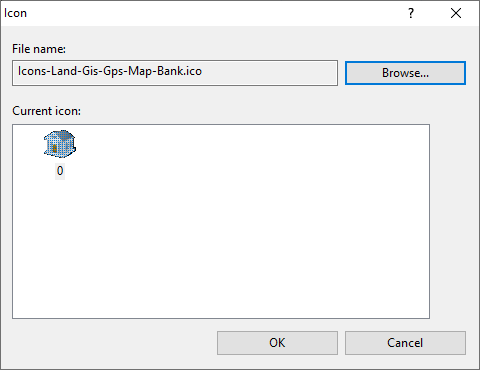 Icon
?
File name:
Icons-Land-Gis-Gps-Map-Bank.ico
Browse...
Current icon:
0
OK
Cancel